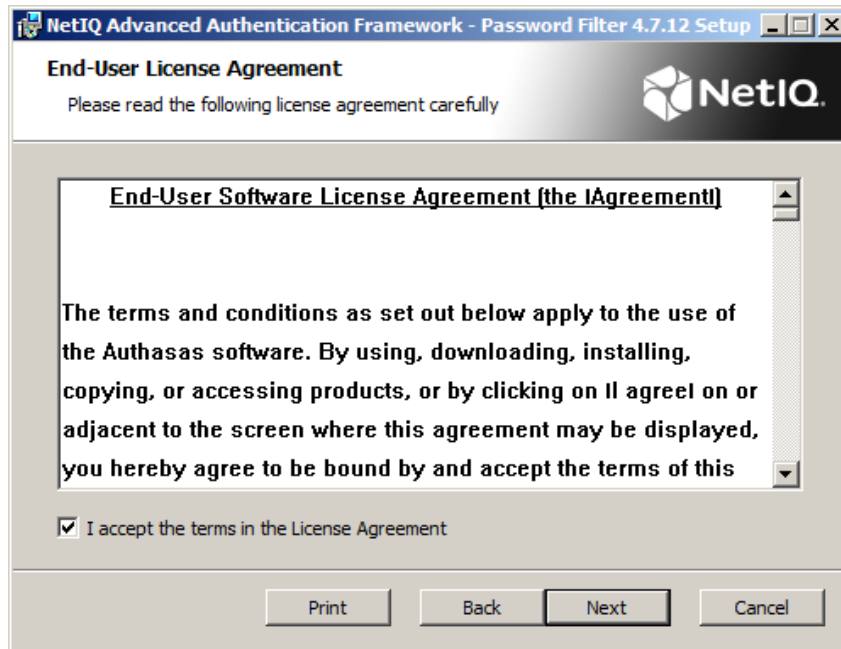 NetIQ Advanced Authentication Framework - Password Filter 4.7.12 Setup
End-User License Agreement
Please read the following license agreement carefully
NetIQ.
End-User Software License Agreement (the IAgreementI)
The terms and conditions as set out below apply to the use of
the Authasas software. By using, downloading, installing,
copying, or accessing products, or by clicking on II agreeI on or
adjacent to the screen where this agreement may be displayed,
you hereby agree to be bound by and accept the terms of this
I accept the terms in the License Agreement
Print Back Next Cancel